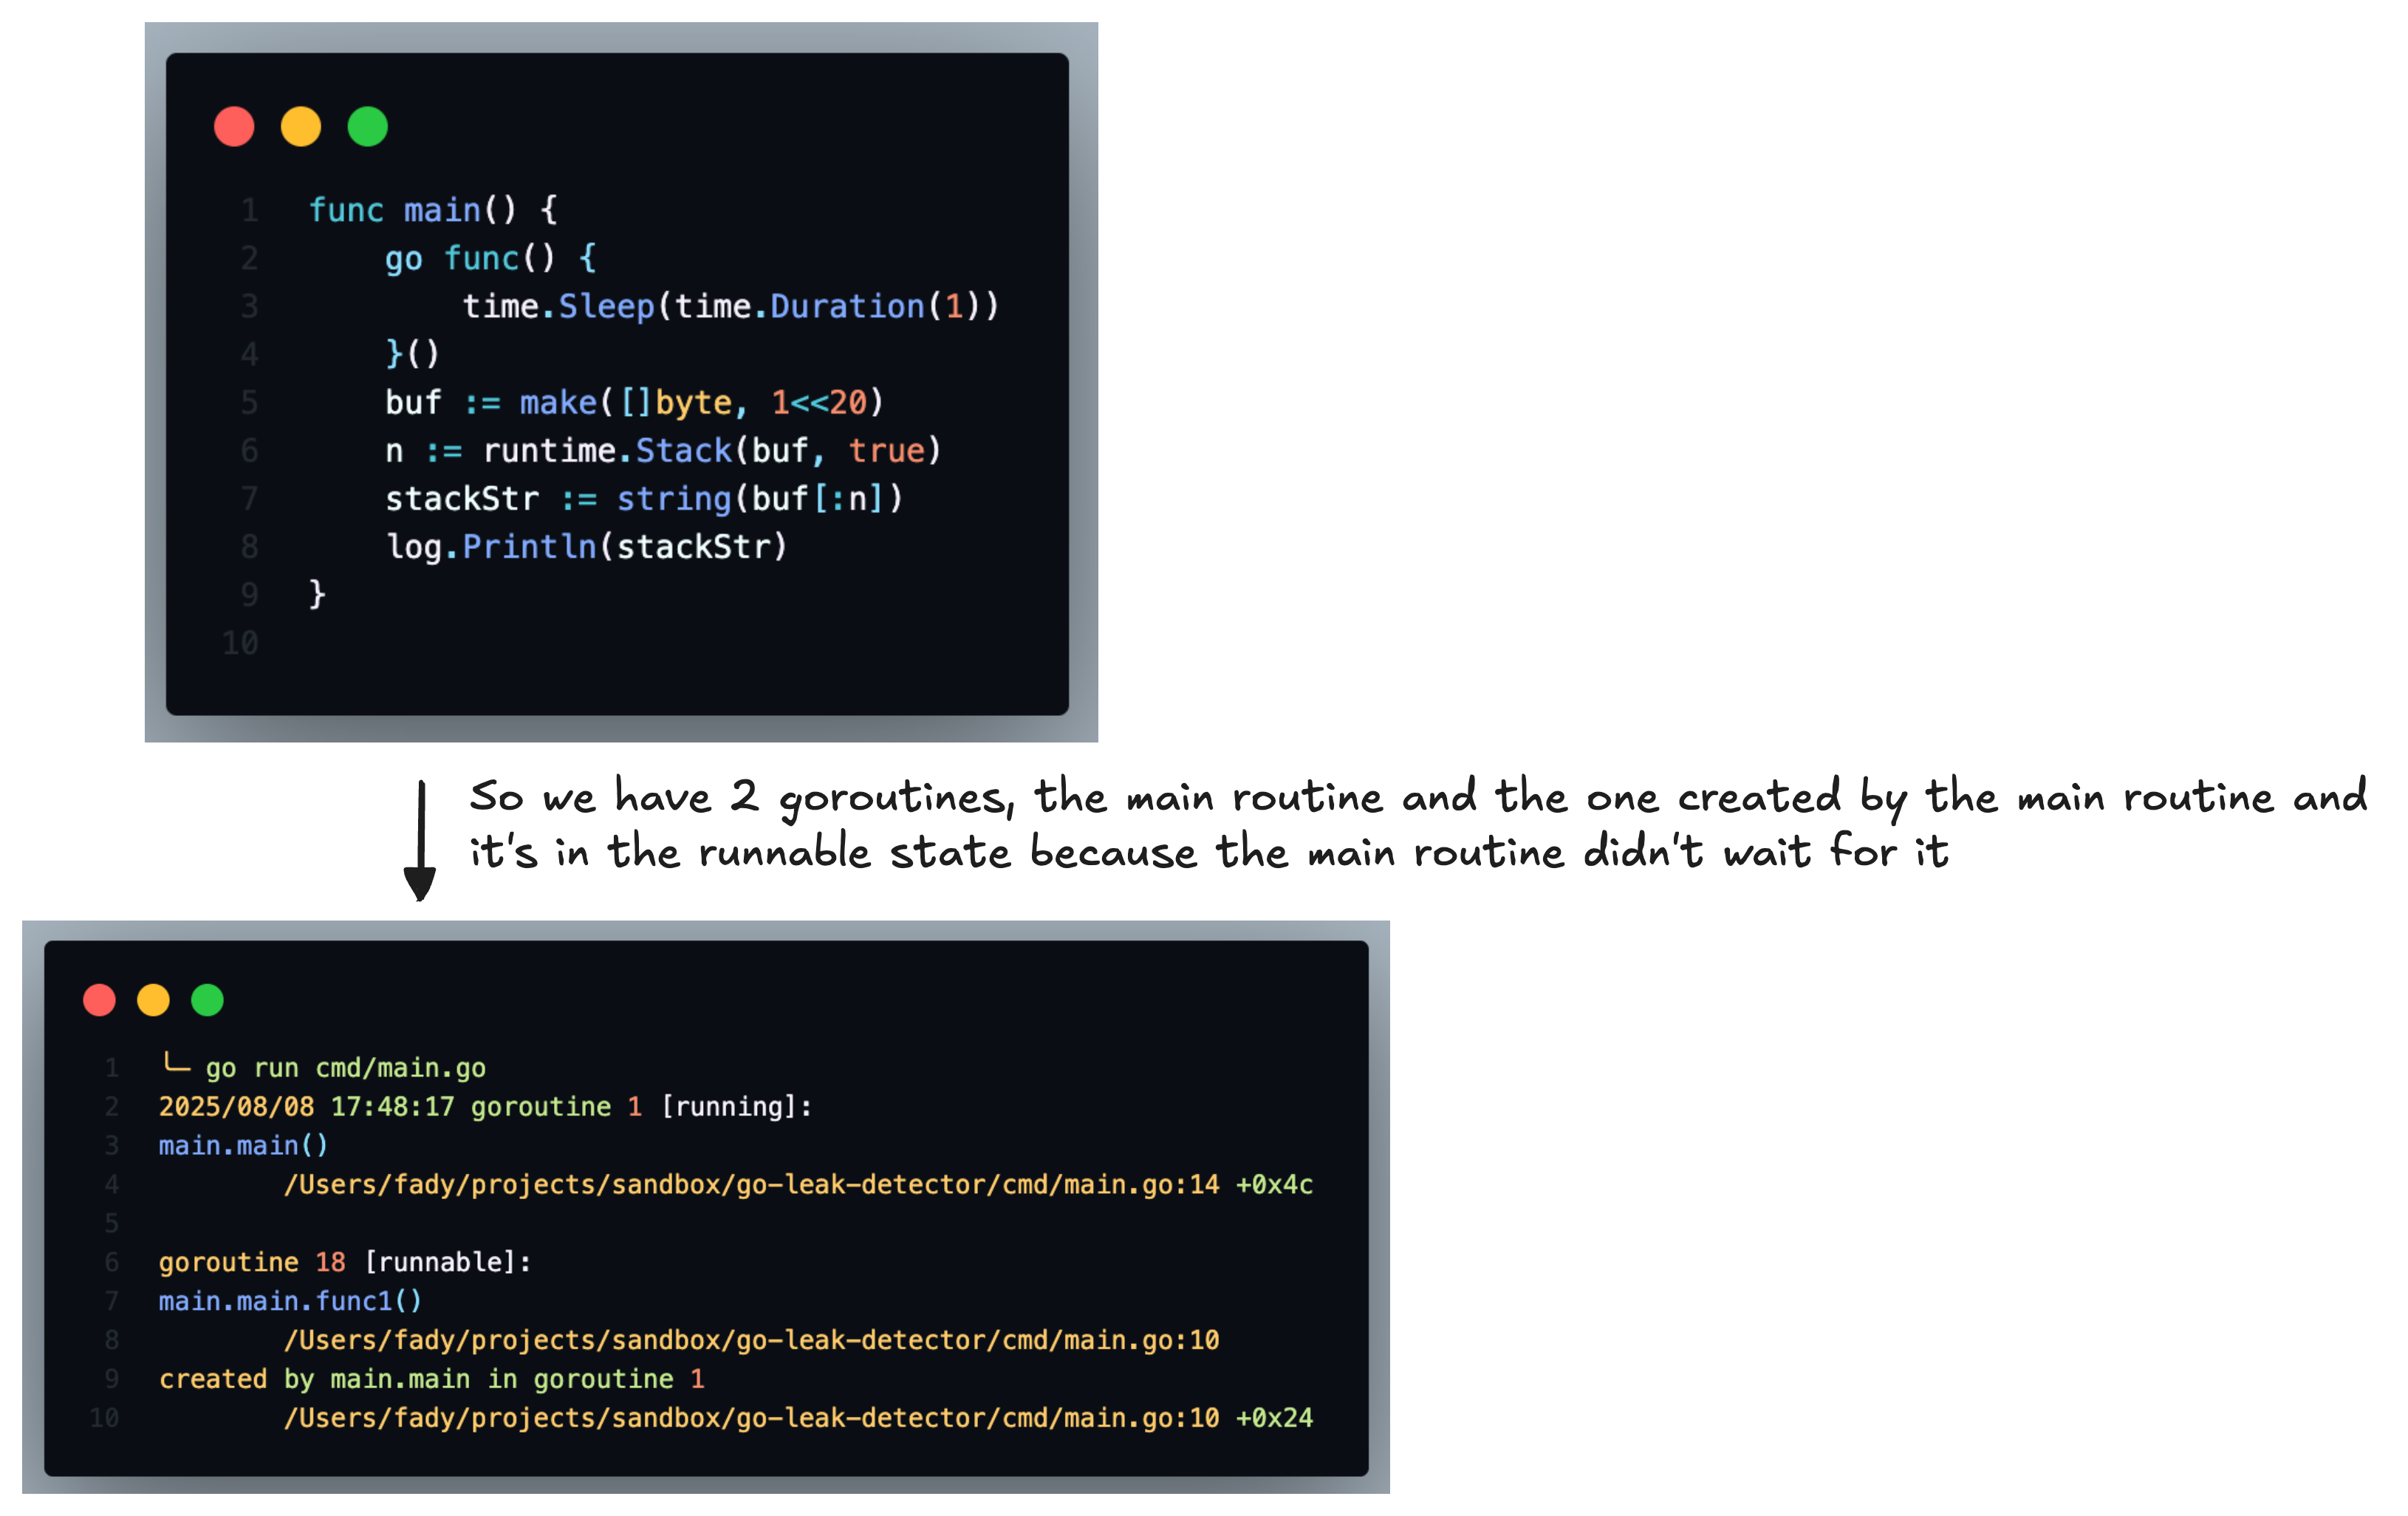 1 func main() {
2 go func() {
3 time.Sleep(time.Duration(1))
4 }()
5 buf := make([]byte, 1<<20)
6 n := runtime.Stack(buf, true)
7 stackStr := string(buf[:n])
8 log.Println(stackStr)
9 }
10
So we have 2 goroutines, the main routine and the one created by the main routine and
it's in the runnable state because the main routine didn't wait for it
1 ╰─ go run cmd/main.go
2 2025/08/08 17:48:17 goroutine 1 [running]:
3 main.main()
4 /Users/fady/projects/sandbox/go-leak-detector/cmd/main.go:14 +0x4c
5
6 goroutine 18 [runnable]:
7 main.main.func1()
8 /Users/fady/projects/sandbox/go-leak-detector/cmd/main.go:10
9 created by main.main in goroutine 1
10 /Users/fady/projects/sandbox/go-leak-detector/cmd/main.go:10 +0x24